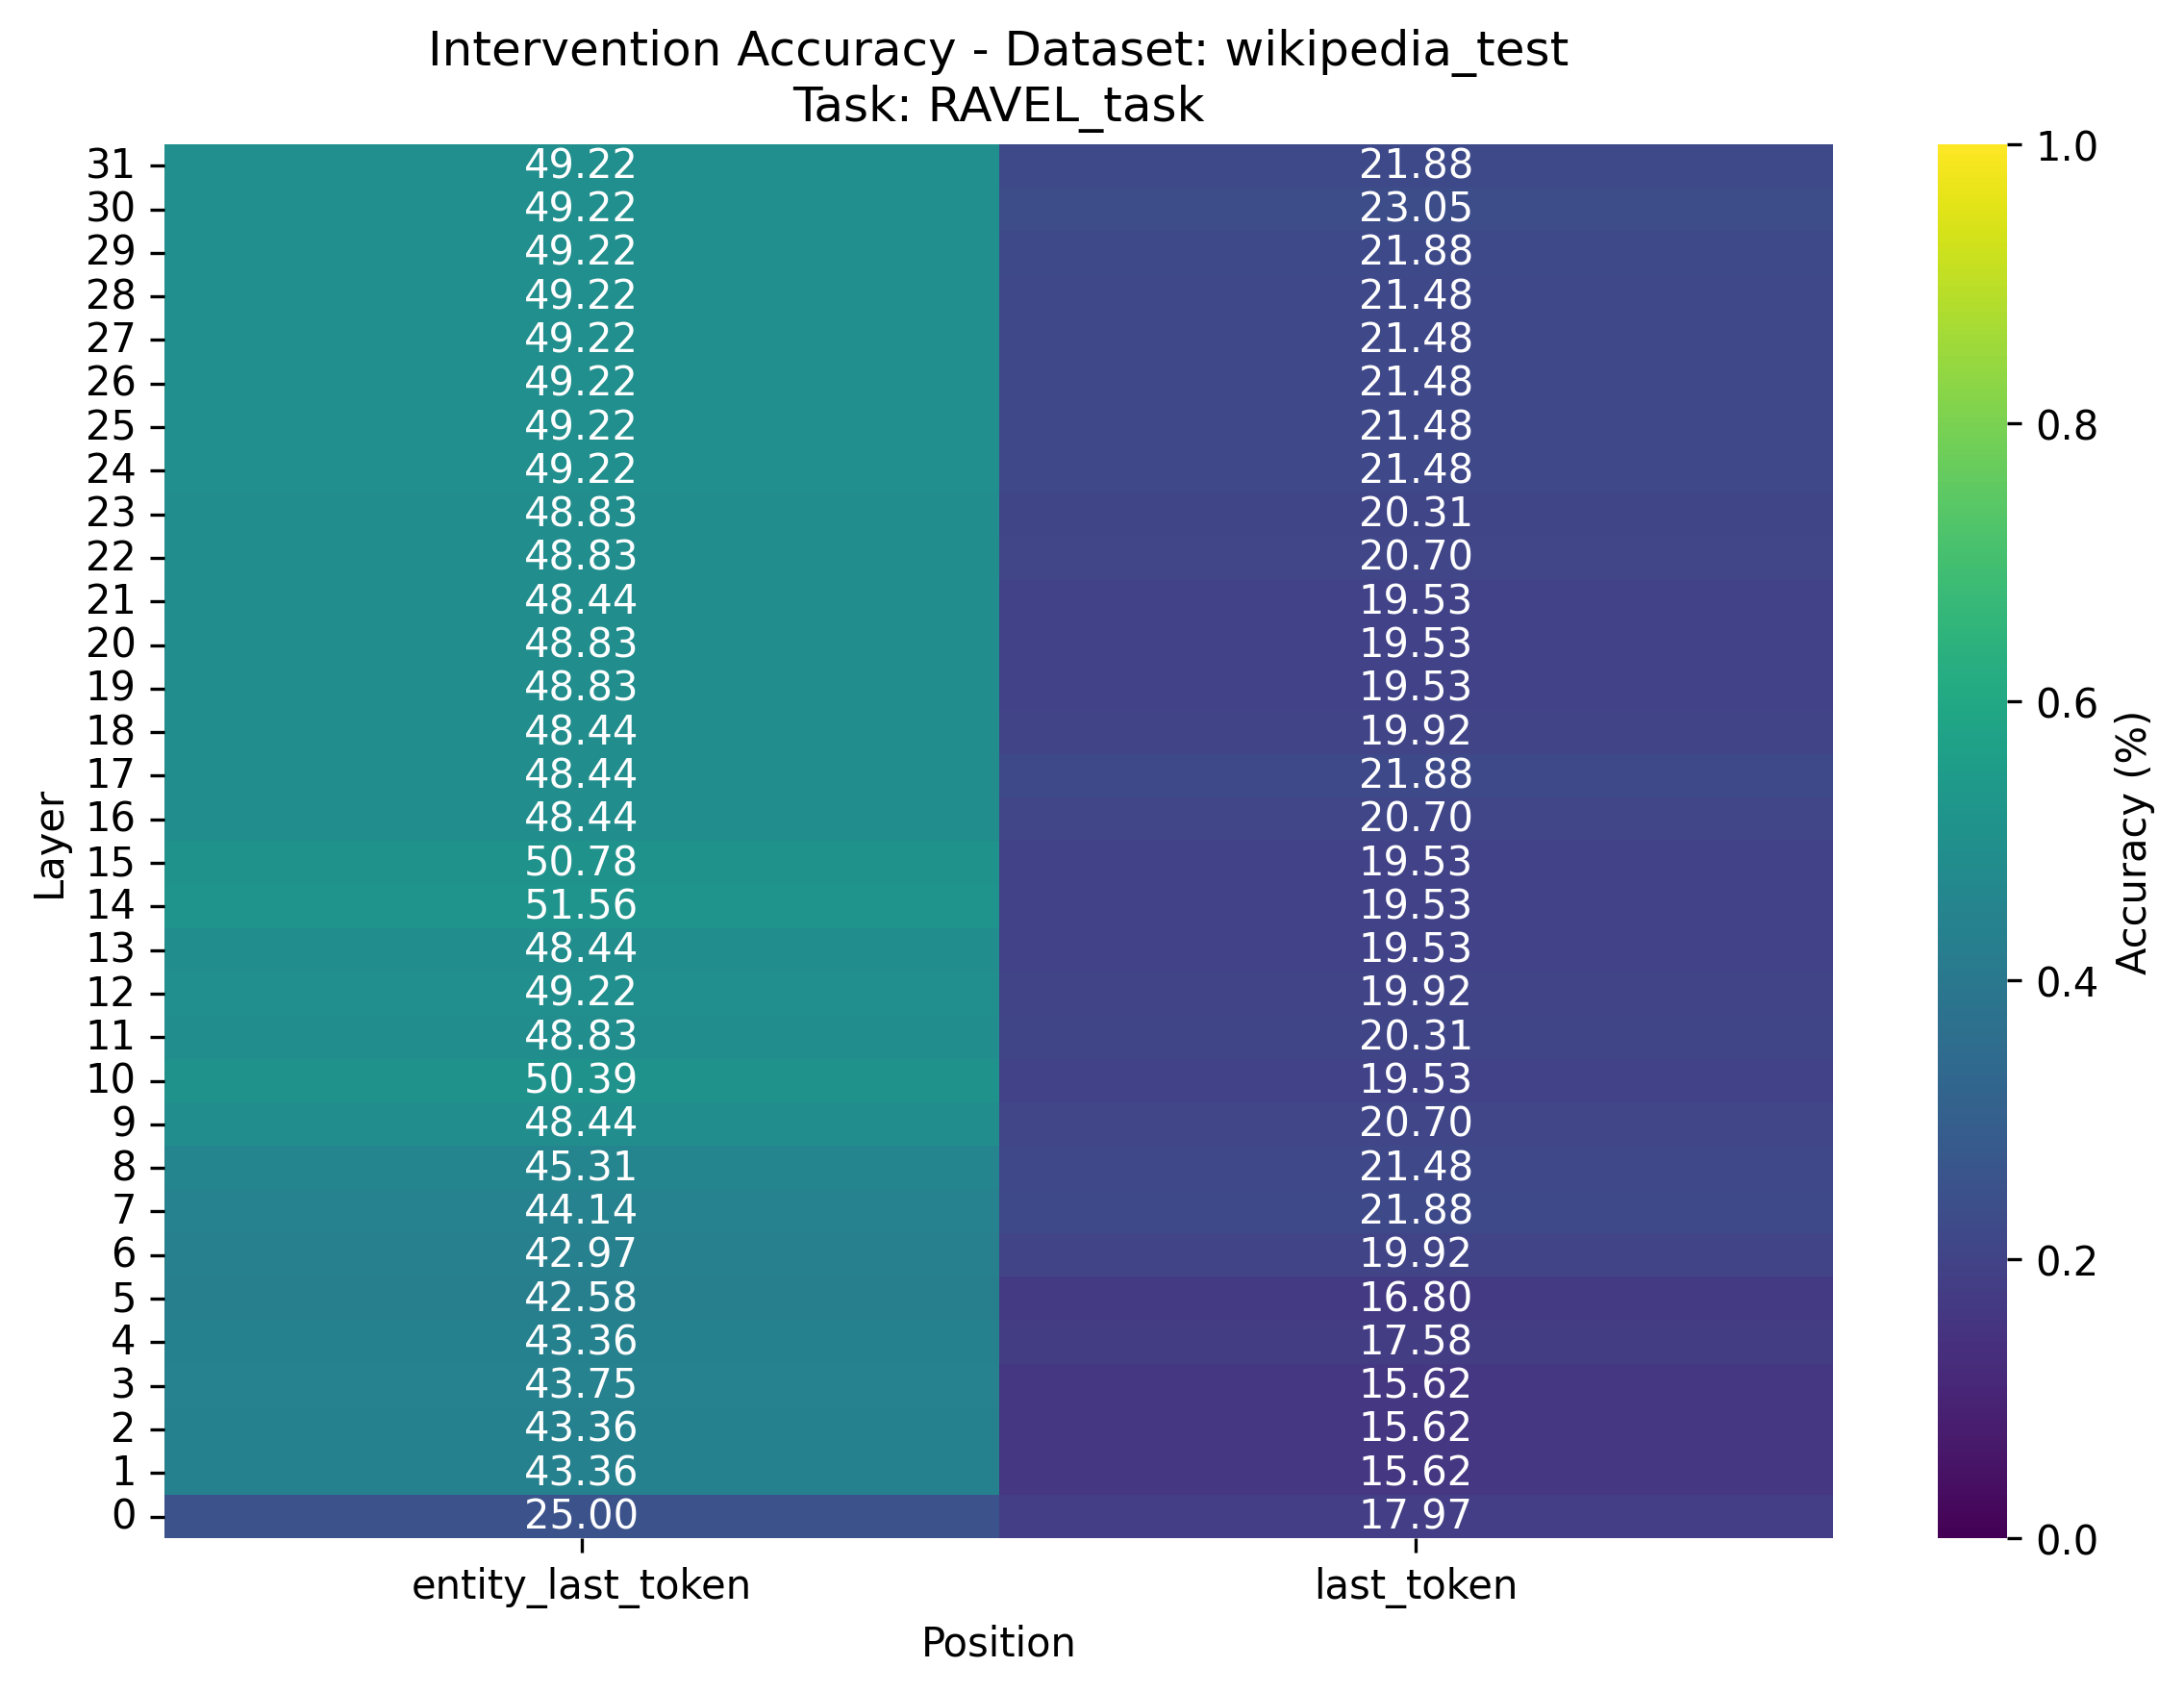 Intervention Accuracy - Dataset: wikipedia_test
Task: RAVEL_task
31 49.22 21.88
30 49.22 23.05
29 49.22 21.88
28 49.22 21.48
27 49.22 21.48
26 49.22 21.48
25 49.22 21.48
24 49.22 21.48
23 48.83 20.31
22 48.83 20.70
21 48.44 19.53
20 48.83 19.53
19 48.83 19.53
18 48.44 19.92
17 48.44 21.88
16 48.44 20.70
15 50.78 19.53
14 51.56 19.53
13 48.44 19.53
12 49.22 19.92
11 48.83 20.31
10 50.39 19.53
9 48.44 20.70
8 45.31 21.48
7 44.14 21.88
6 42.97 19.92
5 42.58 16.80
4 43.36 17.58
3 43.75 15.62
2 43.36 15.62
1 43.36 15.62
0 25.00 17.97
entity_last_token last_token
Position
Layer
1.0
0.8
0.6
0.4
0.2
0.0
Accuracy (%)